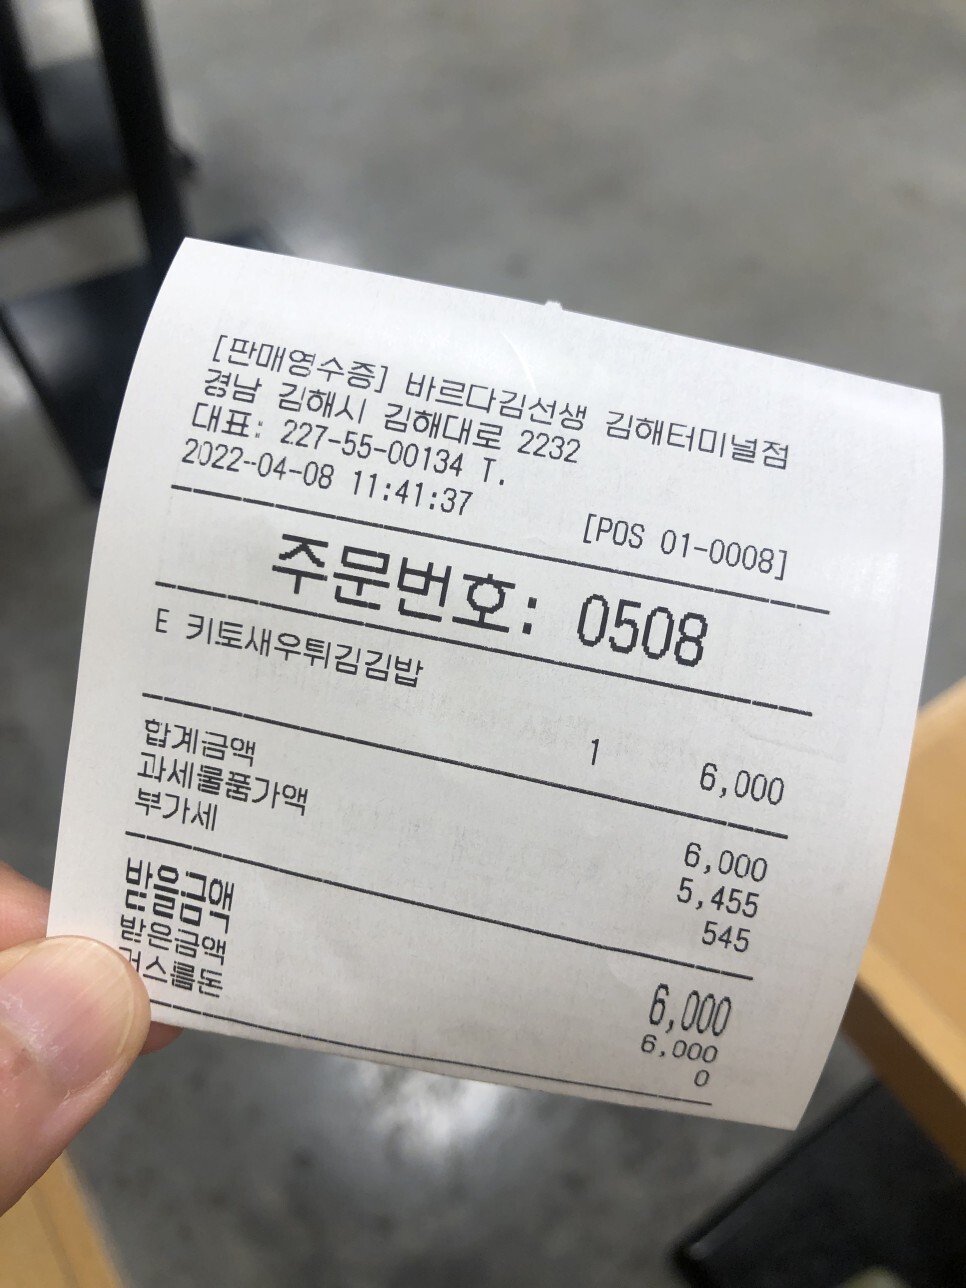 [판매영수증] 바르다김선생 김해터미널점
경남 김해시 김해대로 2232
대표: 227-55-00134 T.
2022-04-08 11:41:37 [POS 01-0008]
주문번호: 0508
E 키토새우튀김김밥
1 6,000
합계금액 6,000
과세물품가액 5,455
부가세 545
받을금액 6,000
받은금액 6,000
거스름돈 0